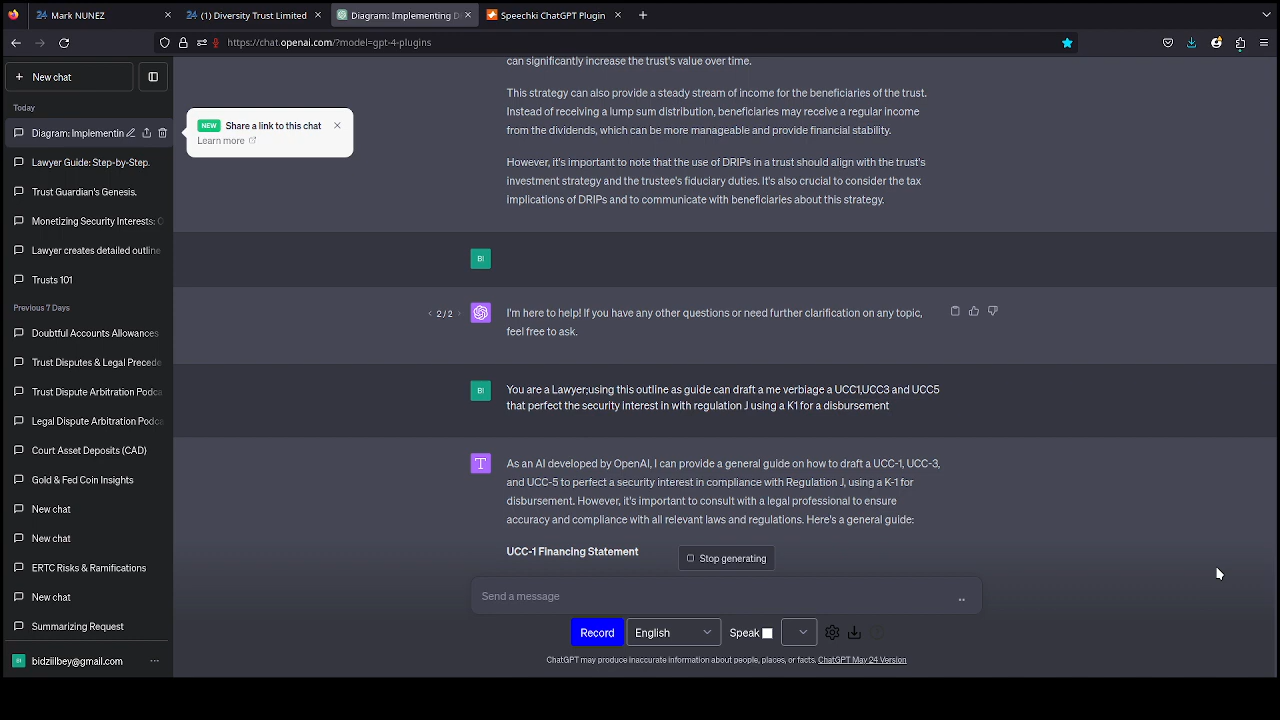 24 Mark NUNEZ
24 (1) Diversity Trust Limited
Diagram: Implementing D
Speechki ChatGPT Plugin
https://chat.openai.com/?model=gpt-4-plugins
New chat
Today
Diagram: Implementin
Lawyer Guide: Step-by-Step.
Trust Guardian's Genesis.
Monetizing Security Interests: O
Lawyer creates detailed outline
Trusts 101
Previous 7 Days
Doubtful Accounts Allowances
Trust Disputes & Legal Precede
Trust Dispute Arbitration Podca
Legal Dispute Arbitration Podca
Court Asset Deposits (CAD)
Gold & Fed Coin Insights
New chat
New chat
ERTC Risks & Ramifications
New chat
Summarizing Request
BI bidzillbey@gmail.com
NEW Share a link to this chat
Learn more
can significantly increase the trust's value over time.
This strategy can also provide a steady stream of income for the beneficiaries of the trust.
Instead of receiving a lump sum distribution, beneficiaries may receive a regular income
from the dividends, which can be more manageable and provide financial stability.
However, it's important to note that the use of DRIPs in a trust should align with the trust's
investment strategy and the trustee's fiduciary duties. It's also crucial to consider the tax
implications of DRIPs and to communicate with beneficiaries about this strategy.
BI
2/2
I'm here to help! If you have any other questions or need further clarification on any topic,
feel free to ask.
BI
You are a Lawyer;using this outline as guide can draft a me verbiage a UCC1,UCC3 and UCC5
that perfect the security interest in with regulation J using a K1 for a disbursement
T
As an AI developed by OpenAI, I can provide a general guide on how to draft a UCC-1, UCC-3,
and UCC-5 to perfect a security interest in compliance with Regulation J, using a K-1 for
disbursement. However, it's important to consult with a legal professional to ensure
accuracy and compliance with all relevant laws and regulations. Here's a general guide:
UCC-1 Financing Statement
Stop generating
Send a message
Record
English
Speak
ChatGPT may produce inaccurate information about people, places, or facts. ChatGPT May 24 Version